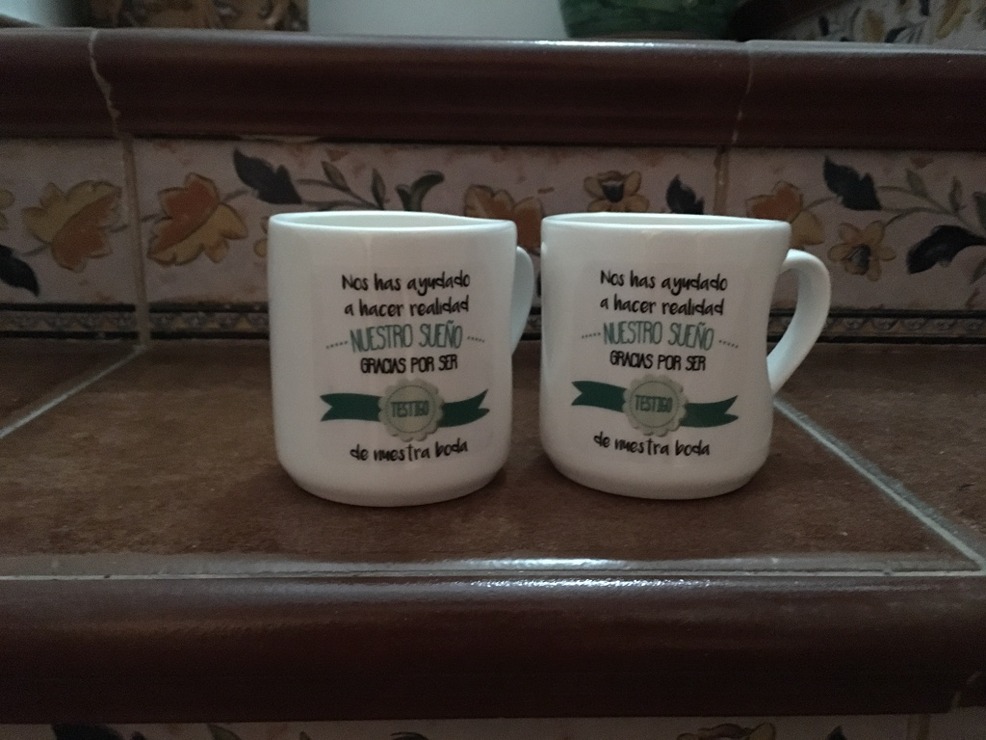 Nos has ayudado
a hacer realidad
NUESTRO SUEÑO
GRACIAS POR SER
TESTIGO
de nuestra boda
Nos has ayudado
a hacer realidad
NUESTRO SUEÑO
GRACIAS POR SER
TESTIGO
de nuestra boda